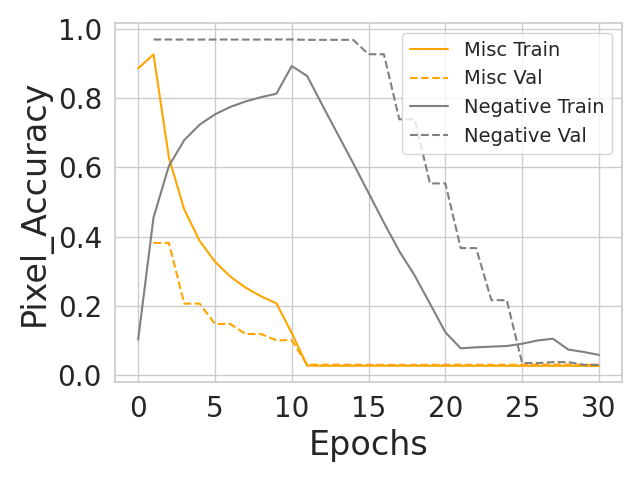 1.0
0.8
0.6
0.4
0.2
0.0
Pixel_Accuracy
Misc Train
Misc Val
Negative Train
Negative Val
0 5 10 15 20 25 30
Epochs